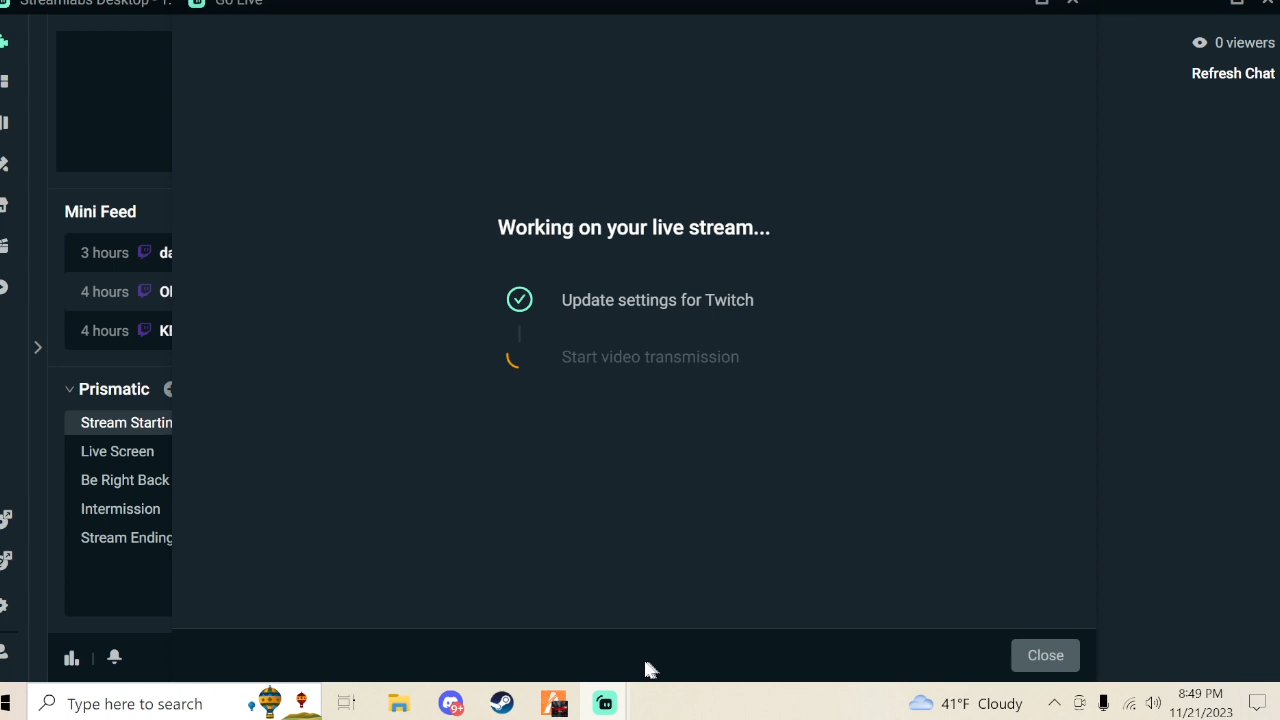 Streamlabs Desktop - 1.
Go Live
0 viewers
Refresh Chat
Mini Feed
3 hours da
4 hours
4 hours
Prismatic
Stream Startin
Live Screen
Be Right Back
Intermission
Stream Ending
Working on your live stream...
Update settings for Twitch
Start video transmission
Close
Type here to search
9+
41°F Cloudy
8:49 PM
11/21/2023